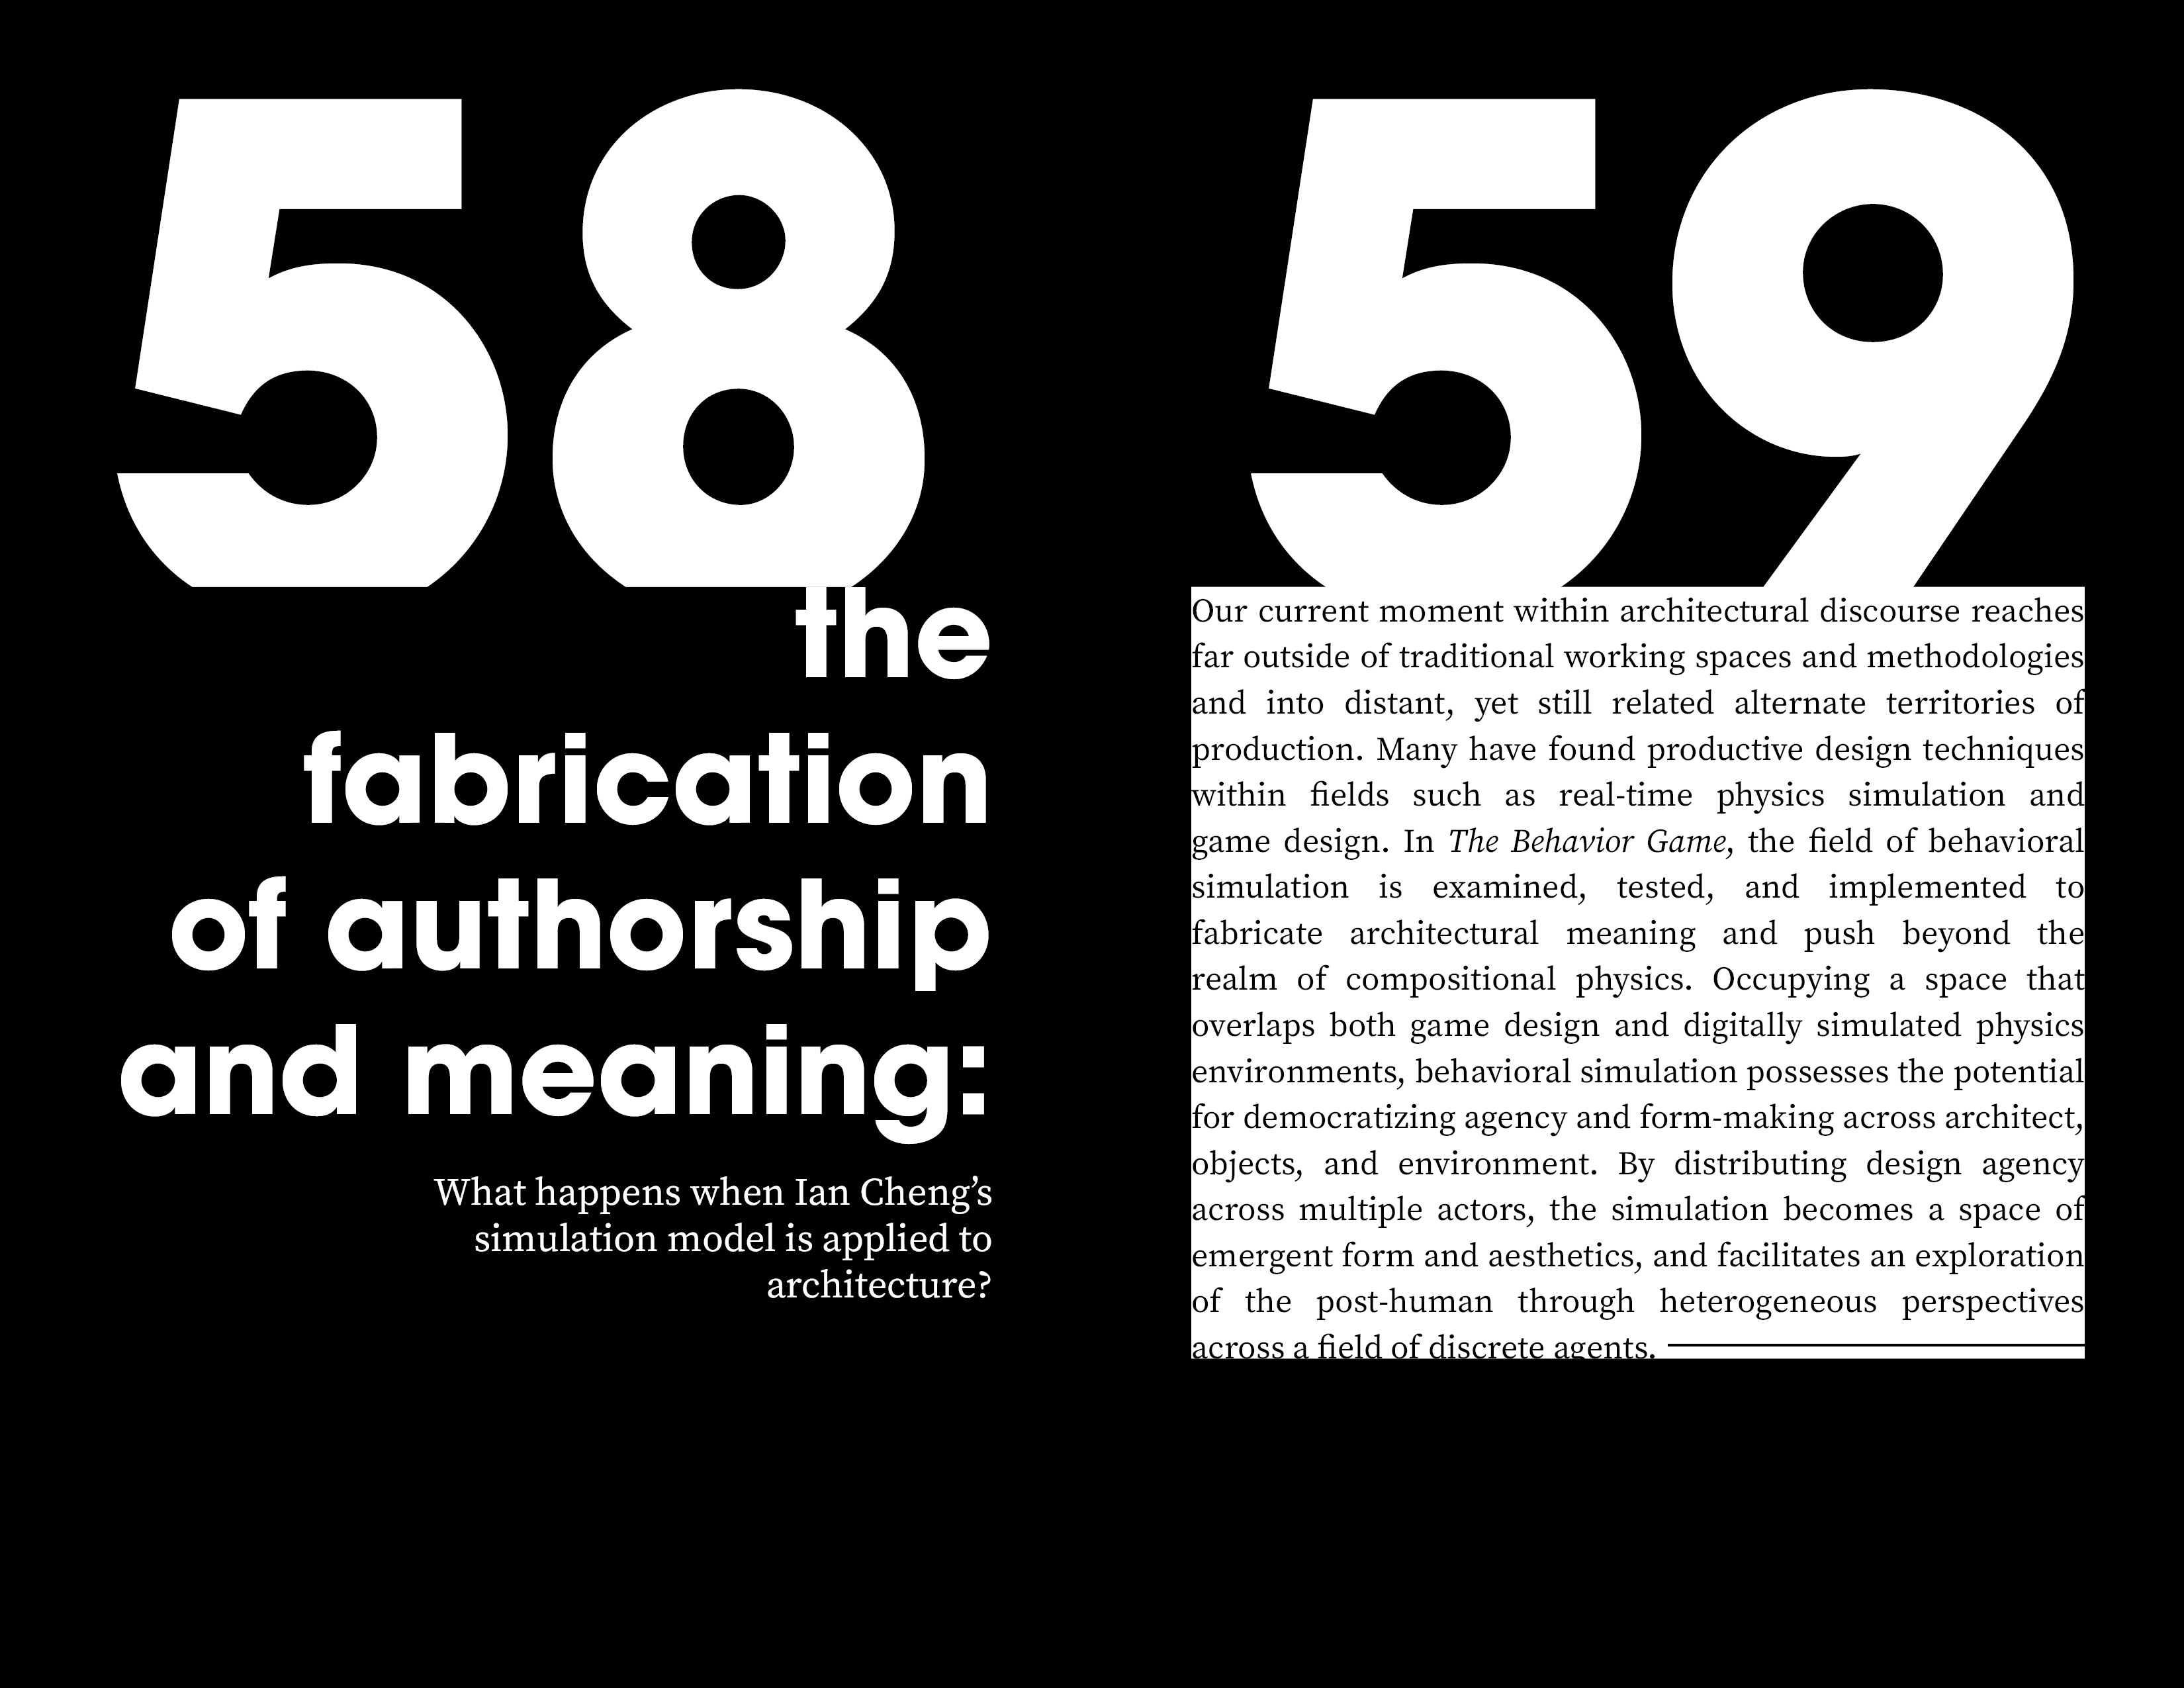 58
the
fabrication
of authorship
and meaning:
What happens when Ian Cheng’s
simulation model is applied to
architecture?
59
Our current moment within architectural discourse reaches
far outside of traditional working spaces and methodologies
and into distant, yet still related alternate territories of
production. Many have found productive design techniques
within fields such as real-time physics simulation and
game design. In The Behavior Game, the field of behavioral
simulation is examined, tested, and implemented to
fabricate architectural meaning and push beyond the
realm of compositional physics. Occupying a space that
overlaps both game design and digitally simulated physics
environments, behavioral simulation possesses the potential
for democratizing agency and form-making across architect,
objects, and environment. By distributing design agency
across multiple actors, the simulation becomes a space of
emergent form and aesthetics, and facilitates an exploration
of the post-human through heterogeneous perspectives
across a field of discrete agents.